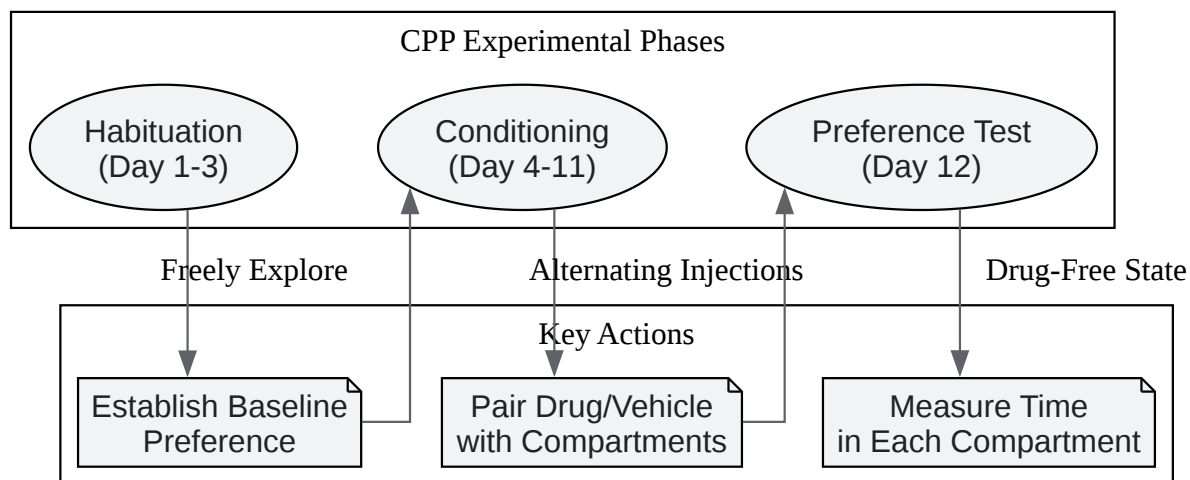 CPP Experimental Phases
Habituation
(Day 1-3)
Conditioning
(Day 4-11)
Preference Test
(Day 12)
Freely Explore
Alternating Injections
Drug-Free State
Key Actions
Establish Baseline
Preference
Pair Drug/Vehicle
with Compartments
Measure Time
in Each Compartment